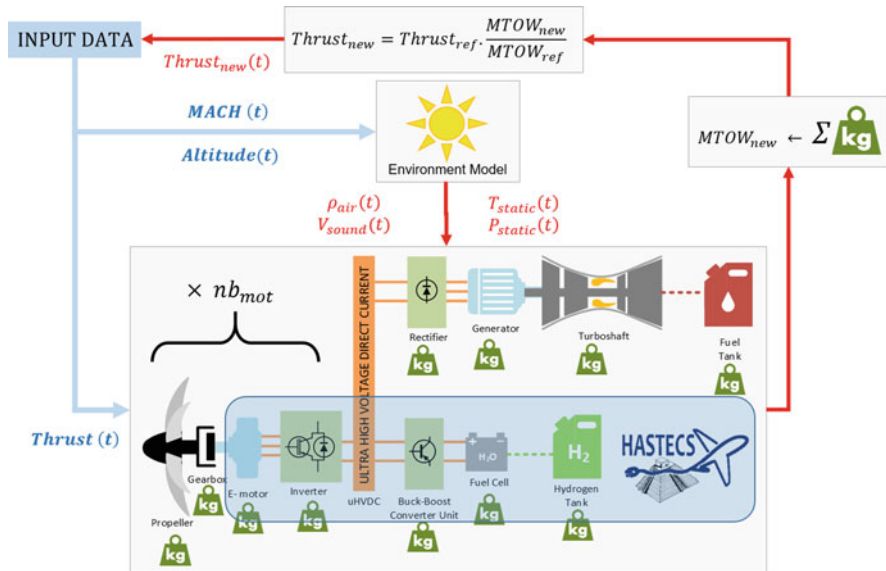 INPUT DATA
Thrust_new = Thrust_ref . MTOW_new / MTOW_ref
Thrust_new(t)
MACH (t)
Altitude(t)
Environment Model
MTOW_new ← Σ kg
ρ_air(t)
V_sound(t)
T_static(t)
P_static(t)
× nb_mot
ULTRA HIGH VOLTAGE DIRECT CURRENT
Rectifier
kg
Generator
kg
Turboshaft
kg
Fuel
Tank
kg
Thrust (t)
Propeller
kg
Gearbox
kg
E- motor
kg
Inverter
kg
uHVDC
Buck-Boost
Converter Unit
kg
+ −
H₂O
Fuel Cell
kg
H2
Hydrogen
Tank
kg
HASTECS